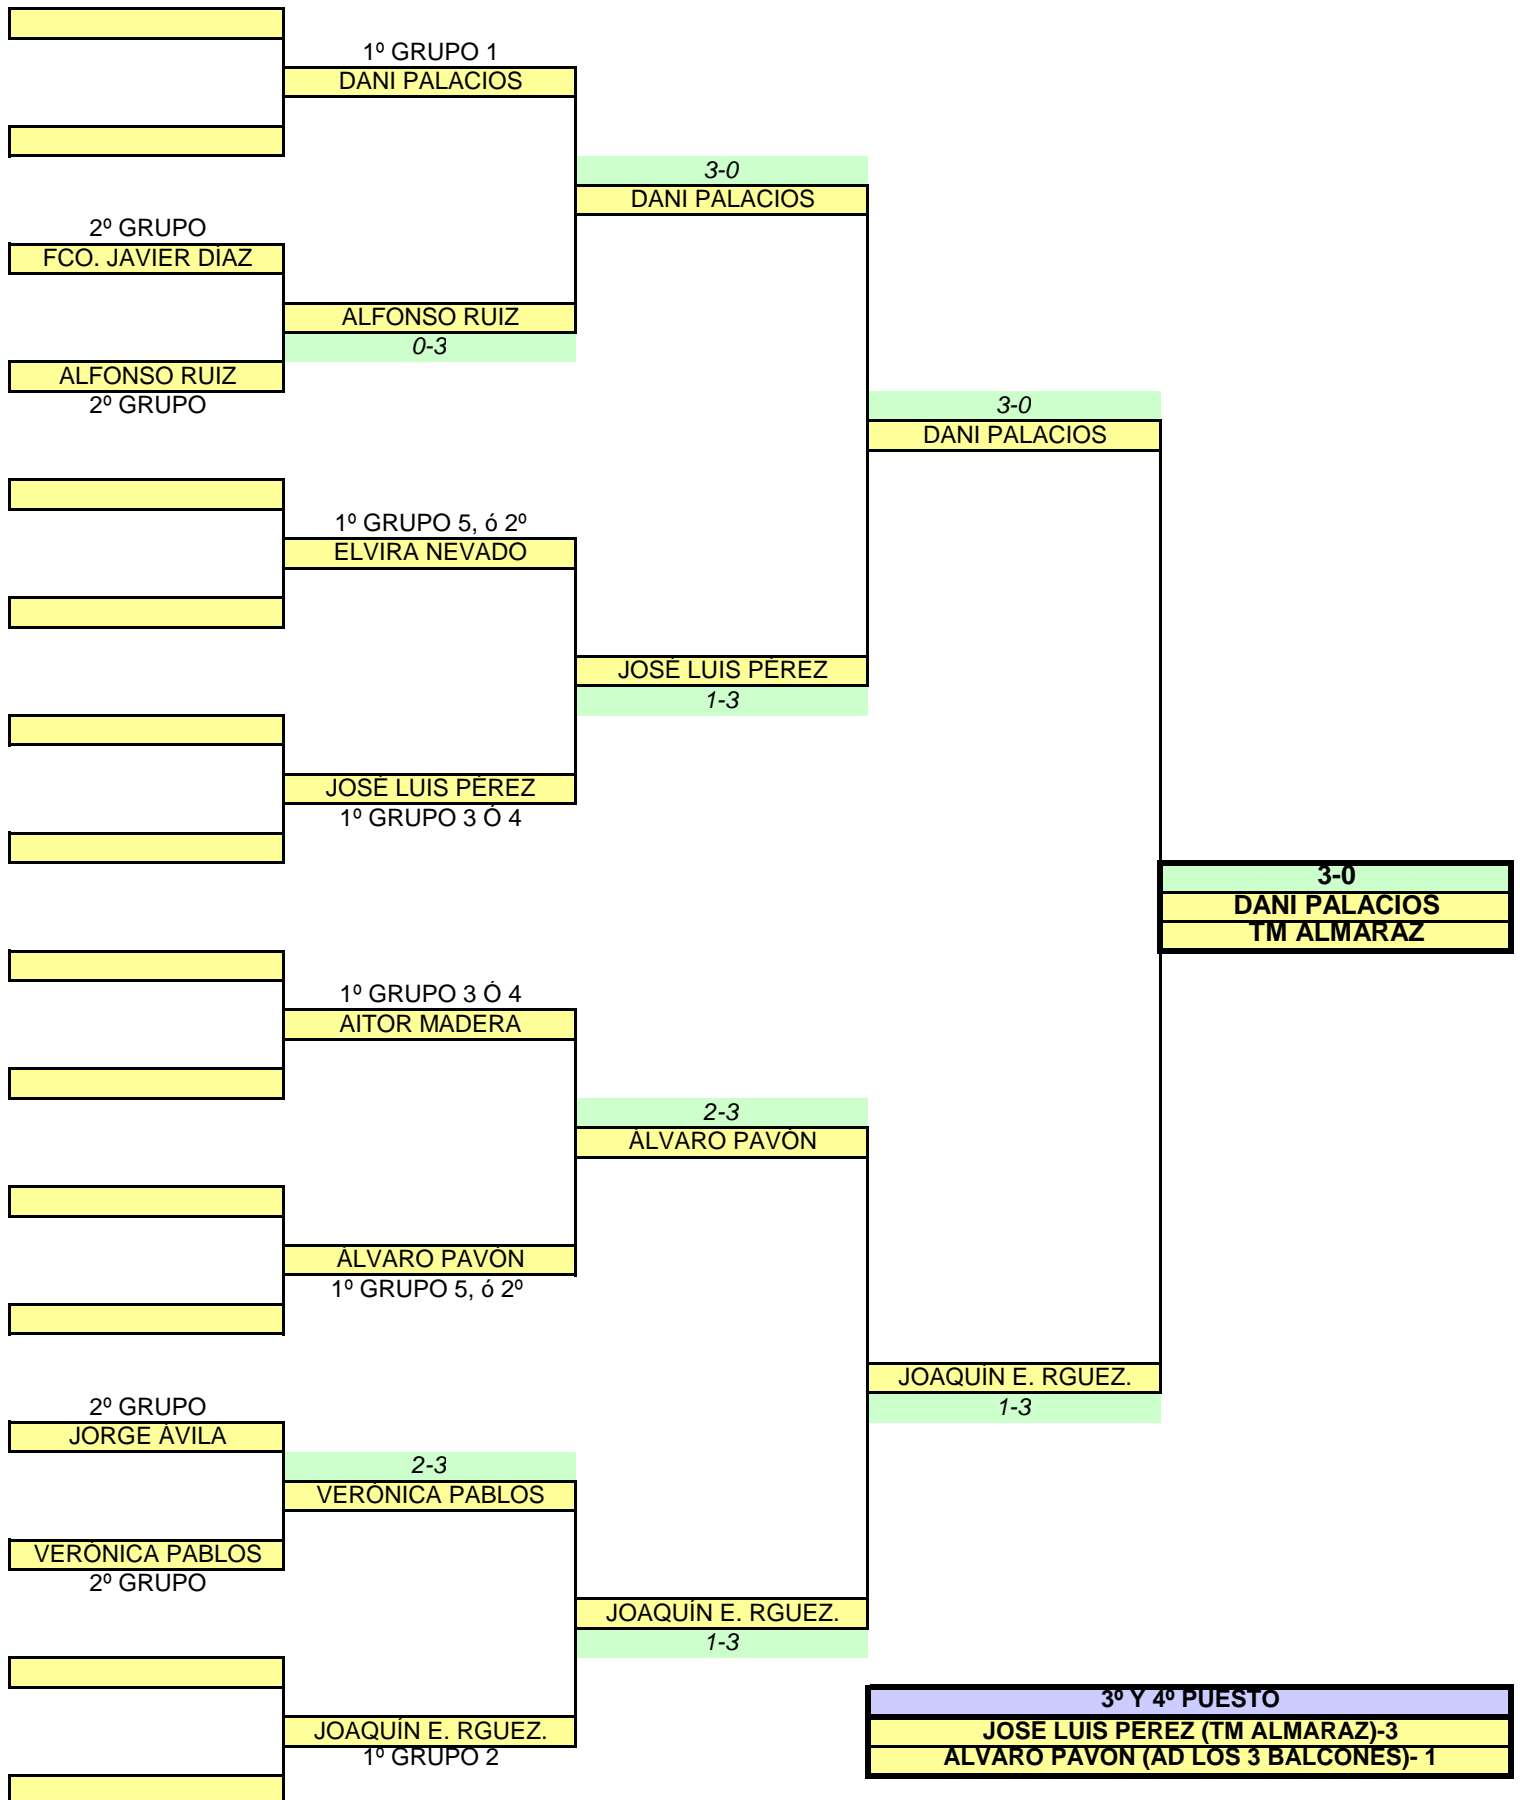 1º GRUPO 1
DANI PALACIOS
3-0
DANI PALACIOS
2º GRUPO
FCO. JAVIER DÍAZ
ALFONSO RUIZ
0-3
ALFONSO RUIZ
2º GRUPO
3-0
DANI PALACIOS
1º GRUPO 5, ó 2º
ELVIRA NEVADO
JOSÉ LUIS PÉREZ
1-3
JOSÉ LUIS PÉREZ
1º GRUPO 3 Ó 4
3-0
DANI PALACIOS
TM ALMARAZ
1º GRUPO 3 Ó 4
AITOR MADERA
2-3
ÁLVARO PAVÓN
ÁLVARO PAVÓN
1º GRUPO 5, ó 2º
JOAQUÍN E. RGUEZ.
1-3
2º GRUPO
JORGE ÁVILA
2-3
VERÓNICA PABLOS
VERÓNICA PABLOS
2º GRUPO
JOAQUÍN E. RGUEZ.
1-3
JOAQUÍN E. RGUEZ.
1º GRUPO 2
3º Y 4º PUESTO
JOSÉ LUIS PÉREZ (TM ALMARAZ)-3
ÁLVARO PAVÓN (AD LOS 3 BALCONES)- 1